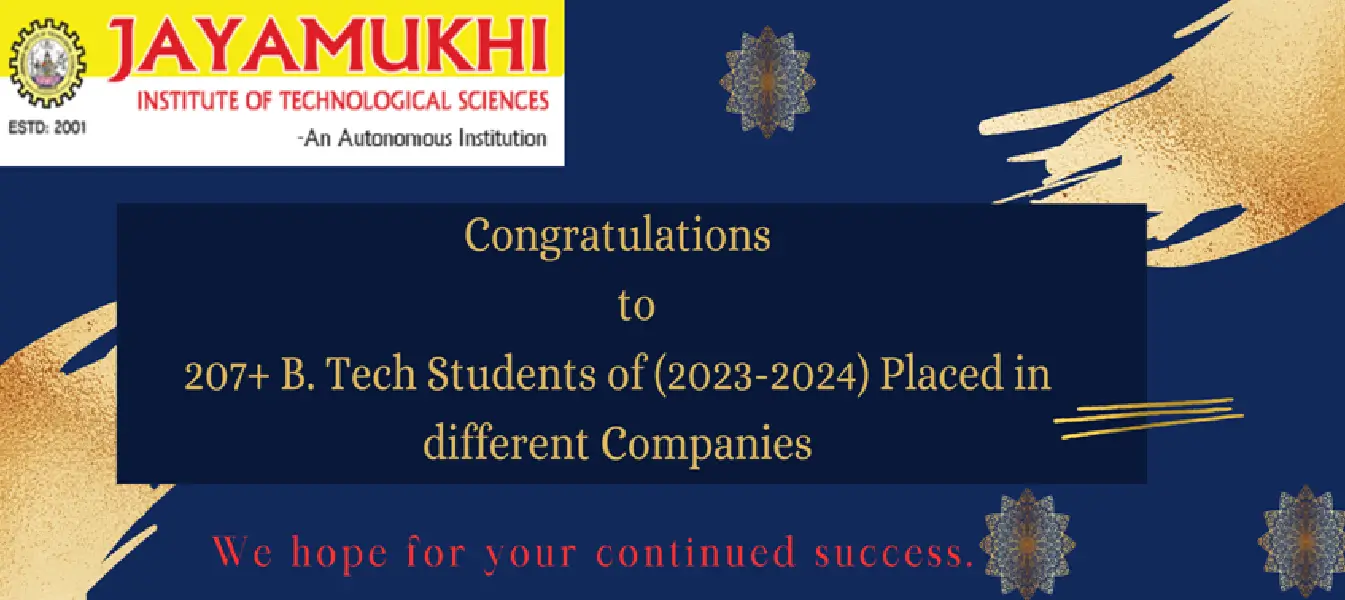 JAYAMUKHI
INSTITUTE OF TECHNOLOGICAL SCIENCES
ESTD: 2001
-An Autonomous Institution
Congratulations
to
207+ B. Tech Students of (2023-2024) Placed in
different Companies
We hope for your continued success.